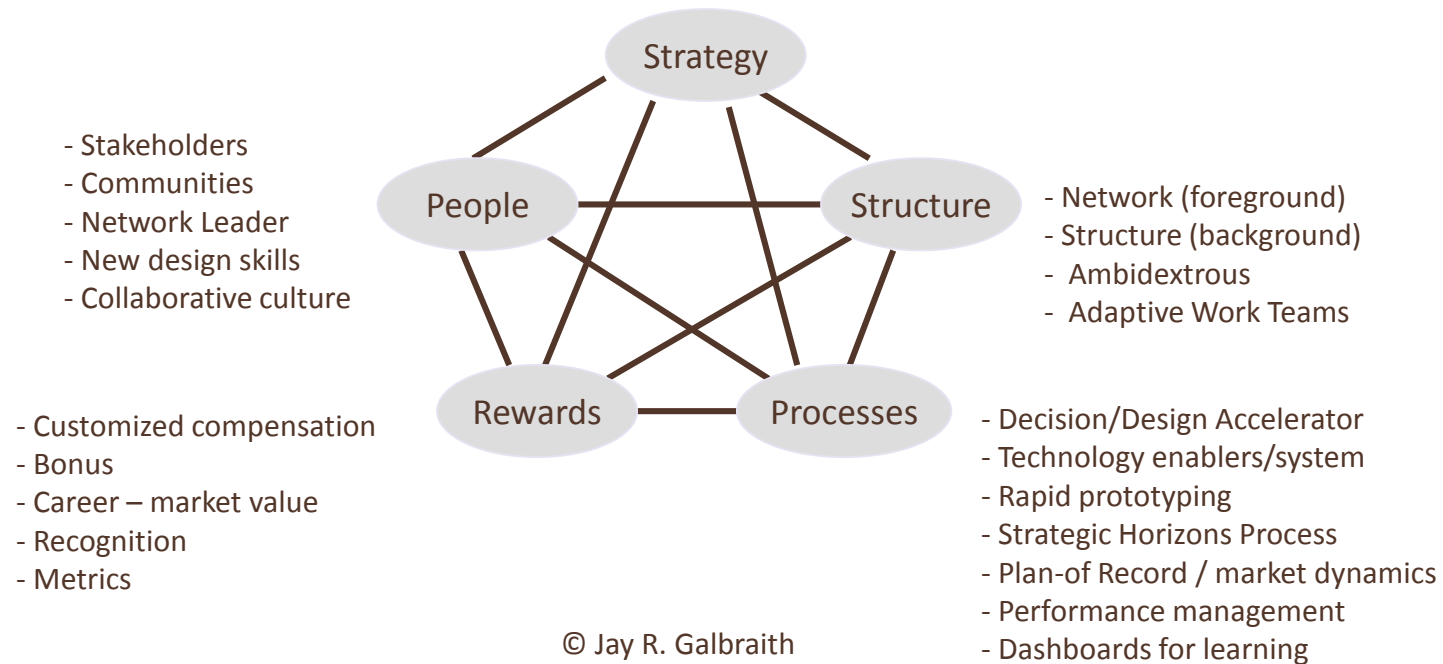 Strategy
- Stakeholders
- Communities
- Network Leader
- New design skills
- Collaborative culture
People
Structure
- Network (foreground)
- Structure (background)
- Ambidextrous
- Adaptive Work Teams
Rewards
Processes
- Customized compensation
- Bonus
- Career – market value
- Recognition
- Metrics
- Decision/Design Accelerator
- Technology enablers/system
- Rapid prototyping
- Strategic Horizons Process
- Plan-of Record / market dynamics
- Performance management
- Dashboards for learning
© Jay R. Galbraith